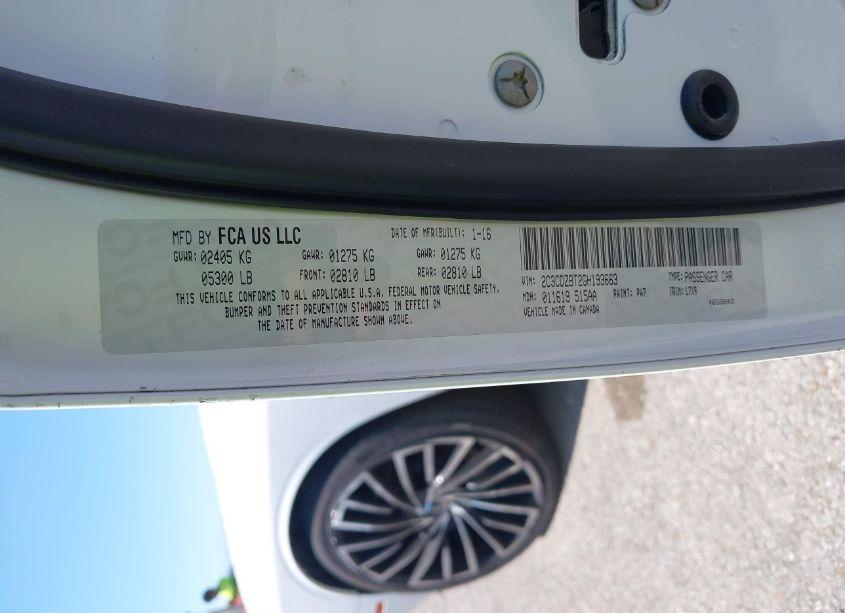 MFD BY FCA US LLC DATE OF MFR(BUILT): 1-16
GVWR: 02405 KG GAWR: 01275 KG GAWR: 01275 KG
05300 LB FRONT: 02810 LB REAR: 02810 LB
THIS VEHICLE CONFORMS TO ALL APPLICABLE U.S.A. FEDERAL MOTOR VEHICLE SAFETY,
BUMPER AND THEFT PREVENTION STANDARDS IN EFFECT ON
THE DATE OF MANUFACTURE SHOWN ABOVE.
VIN: 2C3CDZBT2GH193663 TYPE: PASSENGER CAR
MDH: 011619 515AA PAINT: PW7 TRIM: L7X9
VEHICLE MADE IN CANADA